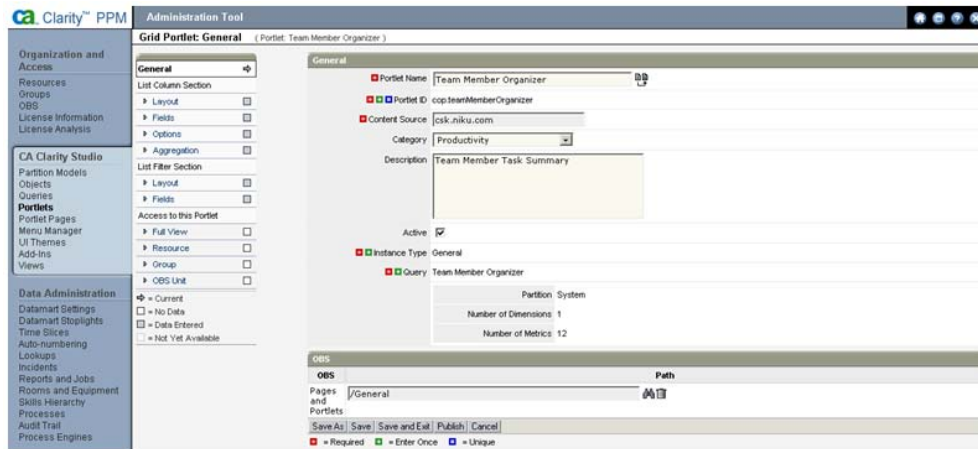 ca Clarity™ PPM
Administration Tool
Grid Portlet: General ( Portlet: Team Member Organizer )
Organization and Access
Resources
Groups
OBS
License Information
License Analysis
CA Clarity Studio
Partition Models
Objects
Queries
Portlets
Portlet Pages
Menu Manager
UI Themes
Add-Ins
Views
Data Administration
Datamart Settings
Datamart Stoplights
Time Slices
Auto-numbering
Lookups
Incidents
Reports and Jobs
Rooms and Equipment
Skills Hierarchy
Processes
Audit Trail
Process Engines
General
List Column Section
Layout
Fields
Options
Aggregation
List Filter Section
Layout
Fields
Access to this Portlet
Full View
Resource
Group
OBS Unit
= Current
= No Data
= Data Entered
= Not Yet Available
General
Portlet Name Team Member Organizer
Portlet ID cop.teamMemberOrganizer
Content Source csk.niku.com
Category Productivity
Description Team Member Task Summary
Active
Instance Type General
Query Team Member Organizer
Partition System
Number of Dimensions 1
Number of Metrics 12
OBS
OBS Path
Pages and Portlets /General
Save As Save Save and Exit Publish Cancel
= Required = Enter Once = Unique